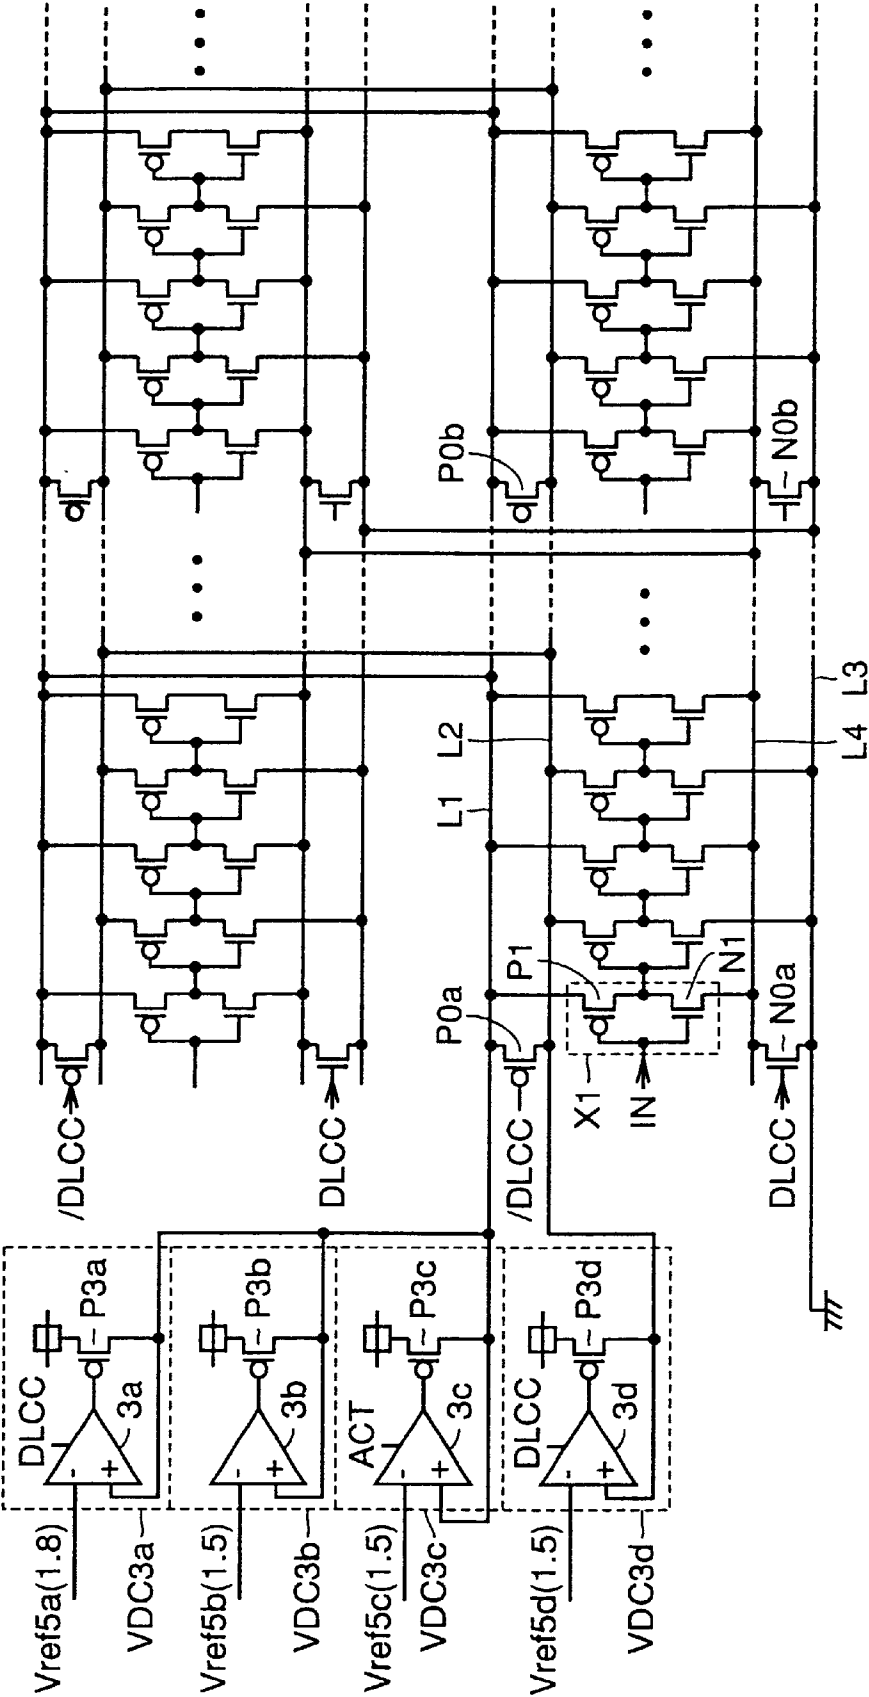 Vref5a(1.8)
VDC3a
DLCC
3a
P3a
Vref5b(1.5)
VDC3b
3b
P3b
Vref5c(1.5)
VDC3c
ACT
3c
P3c
Vref5d(1.5)
VDC3d
DLCC
3d
P3d
/DLCC
DLCC
/DLCC
P0a
X1
IN
P1
N1
DLCC
N0a
L1
L2
L4
L3
P0b
N0b